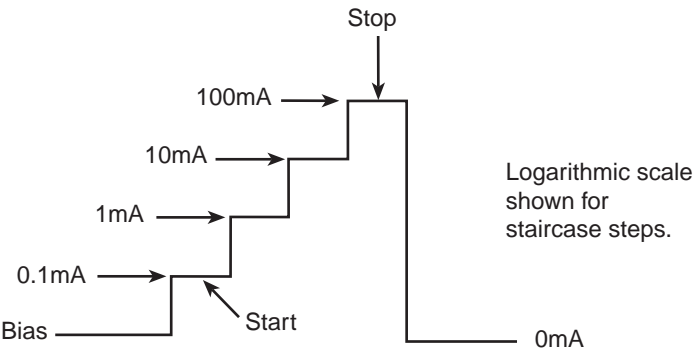 Stop
100mA
10mA
Logarithmic scale
shown for
staircase steps.
1mA
0.1mA
Start
Bias
0mA